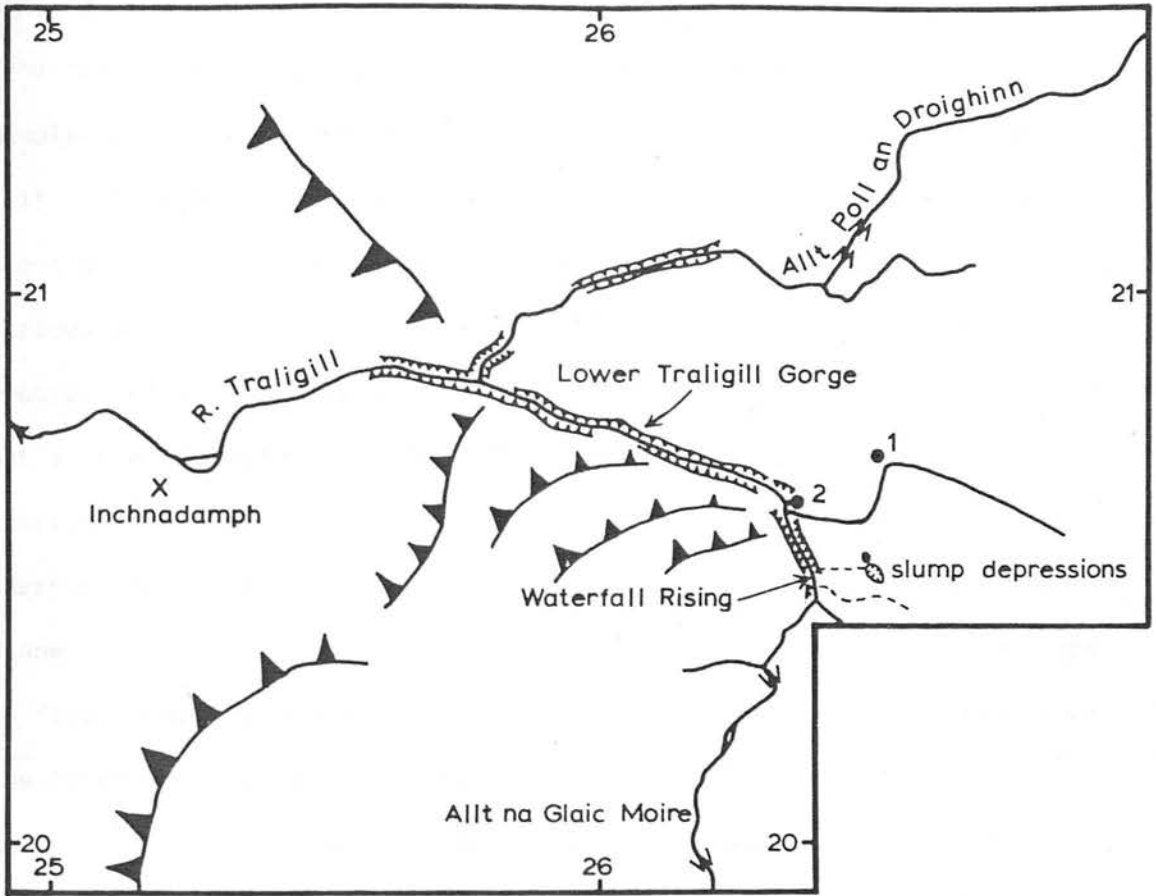 25
26
Allt Poll an Droighinn
21
21
R. Traligill
Lower Traligill Gorge
1
2
Inchnadamph
slump depressions
Waterfall Rising
Allt na Glaic Moire
20
20
25
26